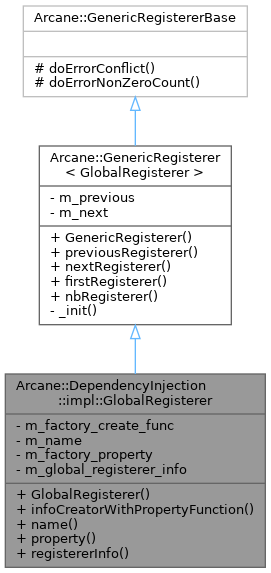 Arcane::GenericRegistererBase
# doErrorConflict()
# doErrorNonZeroCount()
Arcane::GenericRegisterer
< GlobalRegisterer >
- m_previous
- m_next
+ GenericRegisterer()
+ previousRegisterer()
+ nextRegisterer()
+ firstRegisterer()
+ nbRegisterer()
- _init()
Arcane::DependencyInjection
::impl::GlobalRegisterer
- m_factory_create_func
- m_name
- m_factory_property
- m_global_registerer_info
+ GlobalRegisterer()
+ infoCreatorWithPropertyFunction()
+ name()
+ property()
+ registererInfo()